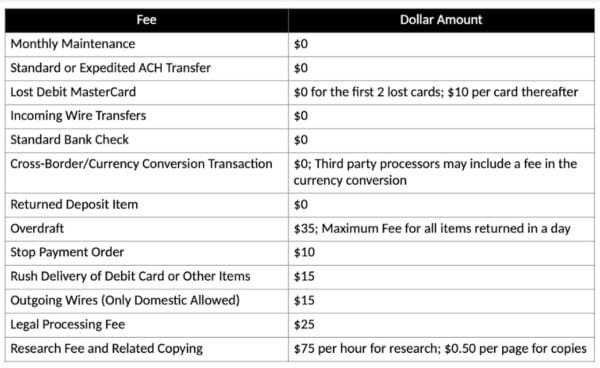 Fee Dollar Amount
Monthly Maintenance $0
Standard or Expedited ACH Transfer $0
Lost Debit MasterCard $0 for the first 2 lost cards; $10 per card thereafter
Incoming Wire Transfers $0
Standard Bank Check $0
Cross-Border/Currency Conversion Transaction $0; Third party processors may include a fee in the
currency conversion
Returned Deposit Item $0
Overdraft $35; Maximum Fee for all items returned in a day
Stop Payment Order $10
Rush Delivery of Debit Card or Other Items $15
Outgoing Wires (Only Domestic Allowed) $15
Legal Processing Fee $25
Research Fee and Related Copying $75 per hour for research; $0.50 per page for copies